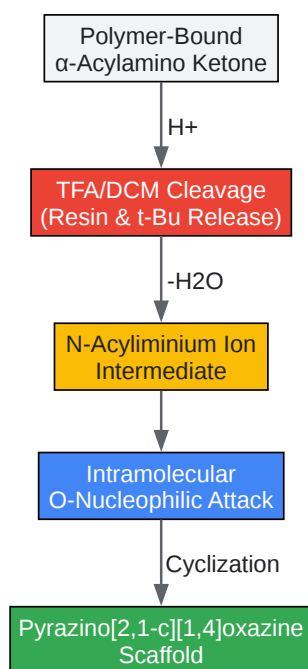 Polymer-Bound
α-Acylamino Ketone
H+
TFA/DCM Cleavage
(Resin & t-Bu Release)
-H2O
N-Acyliminium Ion
Intermediate
Intramolecular
O-Nucleophilic Attack
Cyclization
Pyrazino[2,1-c][1,4]oxazine
Scaffold